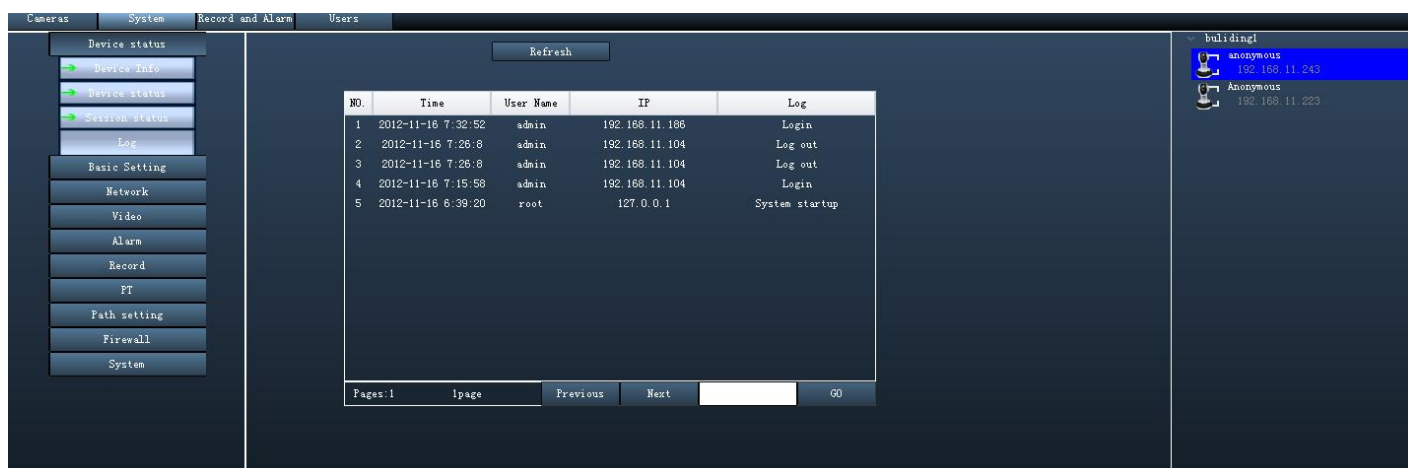 Cameras System Record and Alarm Users
Device status
Device Info
Device status
Session status
Log
Basic Setting
Network
Video
Alarm
Record
PT
Path setting
Firewall
System
Refresh
NO. Time User Name IP Log
1 2012-11-16 7:32:52 admin 192.168.11.186 Login
2 2012-11-16 7:26:8 admin 192.168.11.104 Log out
3 2012-11-16 7:26:8 admin 192.168.11.104 Log out
4 2012-11-16 7:15:58 admin 192.168.11.104 Login
5 2012-11-16 6:39:20 root 127.0.0.1 System startup
Pages:1 1page Previous Next GO
buliding1
anonymous
192.168.11.243
Anonymous
192.168.11.223